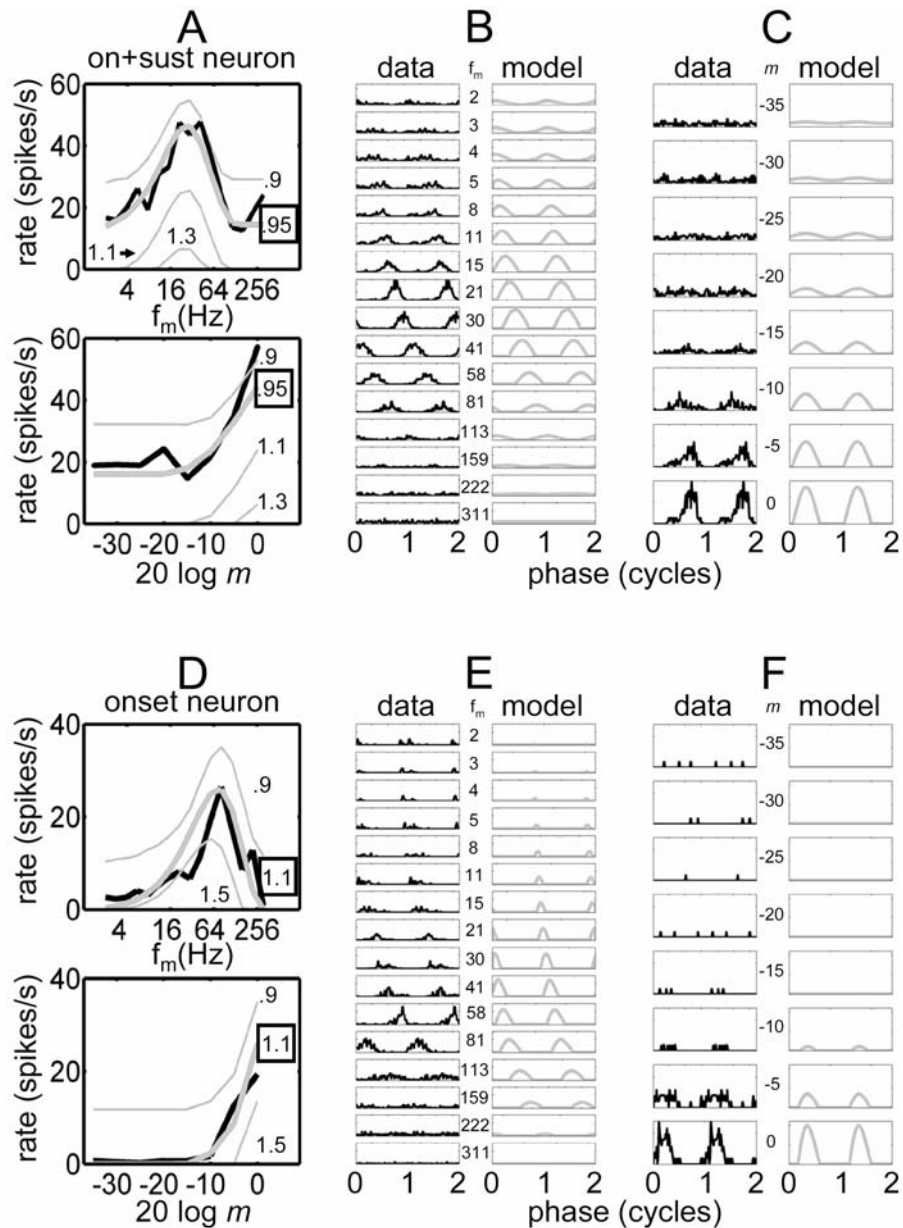 A
on+sust neuron
60
40
20
0
rate (spikes/s)
.9
.95
1.1
1.3
4 16 64 256
f_m(Hz)
60
40
20
0
rate (spikes/s)
.9
.95
1.1
1.3
-30 -20 -10 0
20 log m
B
data f_m model
2
3
4
5
8
11
15
21
30
41
58
81
113
159
222
311
0 1 2 0 1 2
phase (cycles)
C
data m model
-35
-30
-25
-20
-15
-10
-5
0
0 1 2 0 1 2
D
onset neuron
40
20
0
rate (spikes/s)
.9
1.1
1.5
4 16 64 256
f_m(Hz)
40
20
0
rate (spikes/s)
.9
1.1
1.5
-30 -20 -10 0
20 log m
E
data f_m model
2
3
4
5
8
11
15
21
30
41
58
81
113
159
222
311
0 1 2 0 1 2
phase (cycles)
F
data m model
-35
-30
-25
-20
-15
-10
-5
0
0 1 2 0 1 2
phase (cycles)